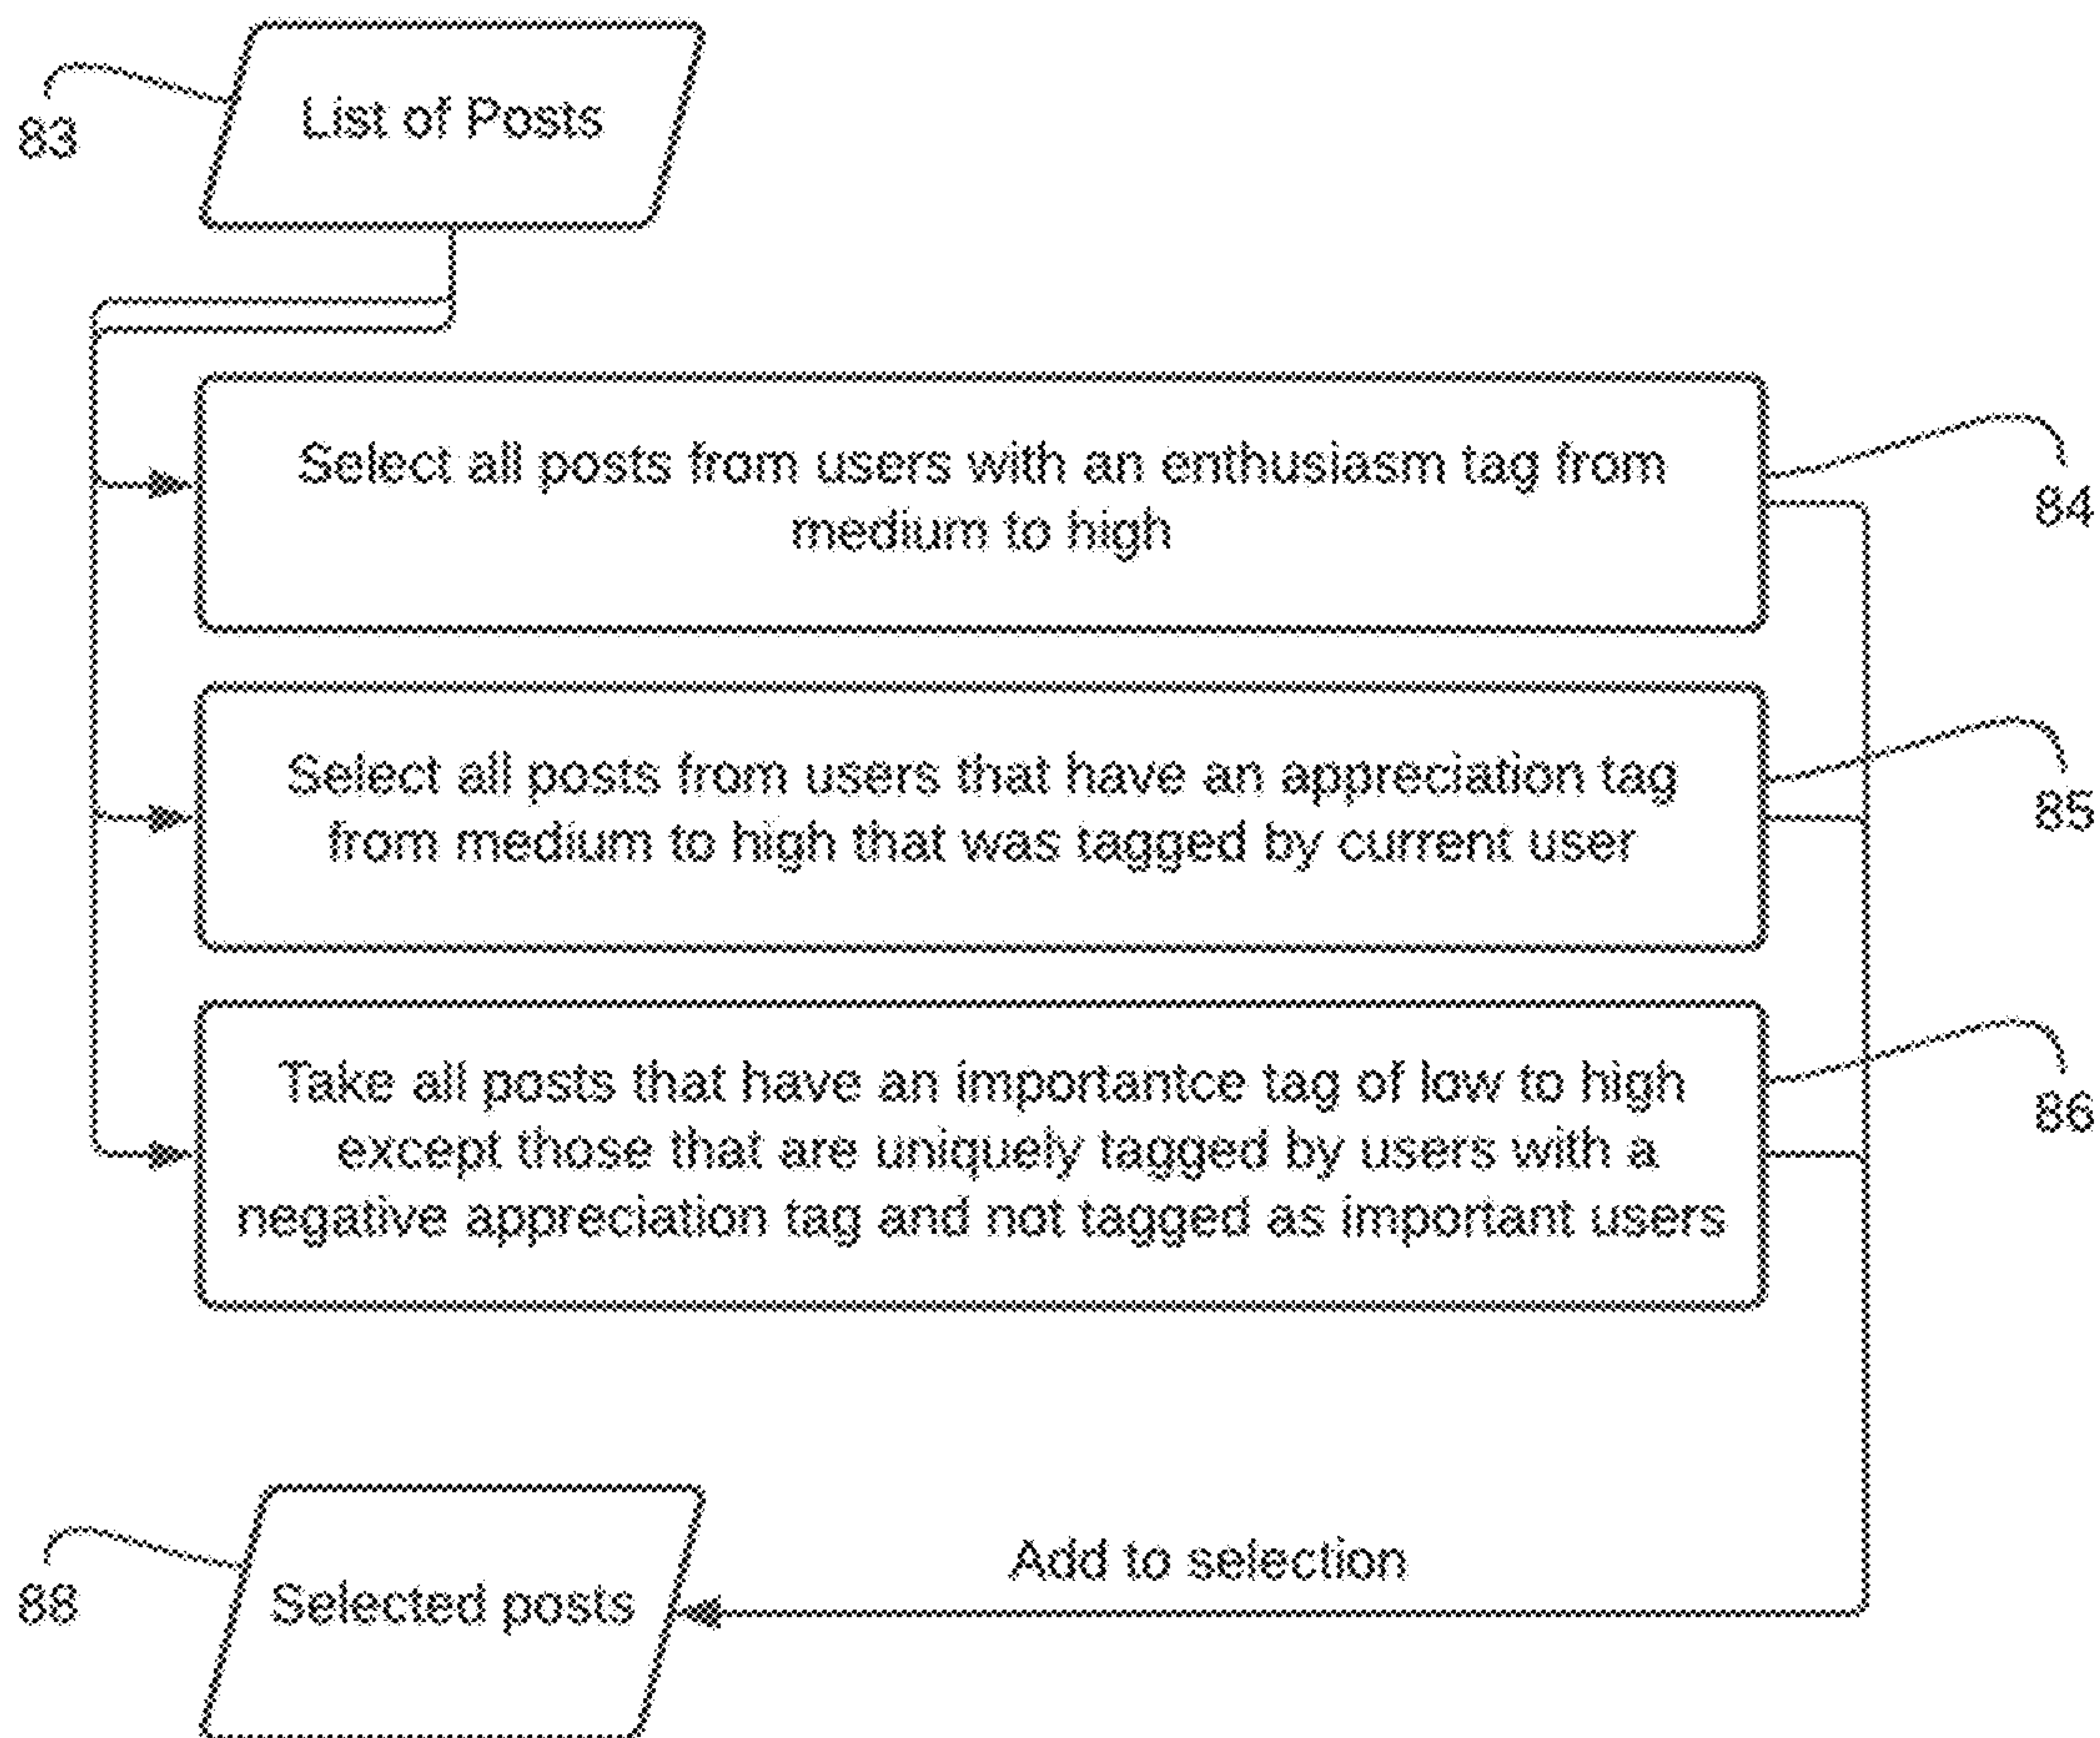 List of Posts
83
Select all posts from users with an enthusiasm tag from
medium to high
84
Select all posts from users that have an appreciation tag
from medium to high that was tagged by current user
85
Take all posts that have an importantce tag of low to high
except those that are uniquely tagged by users with a
negative appreciation tag and not tagged as important users
86
Add to selection
Selected posts
88